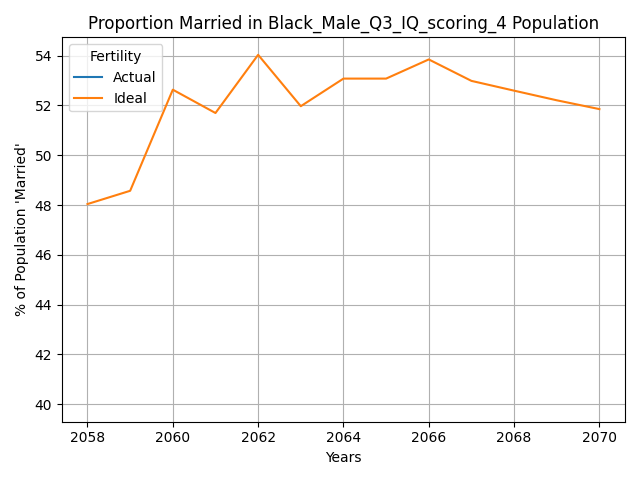 Proportion Married in Black_Male_Q3_IQ_scoring_4 Population
Fertility
Actual
Ideal
% of Population 'Married'
54
52
50
48
46
44
42
40
2058 2060 2062 2064 2066 2068 2070
Years